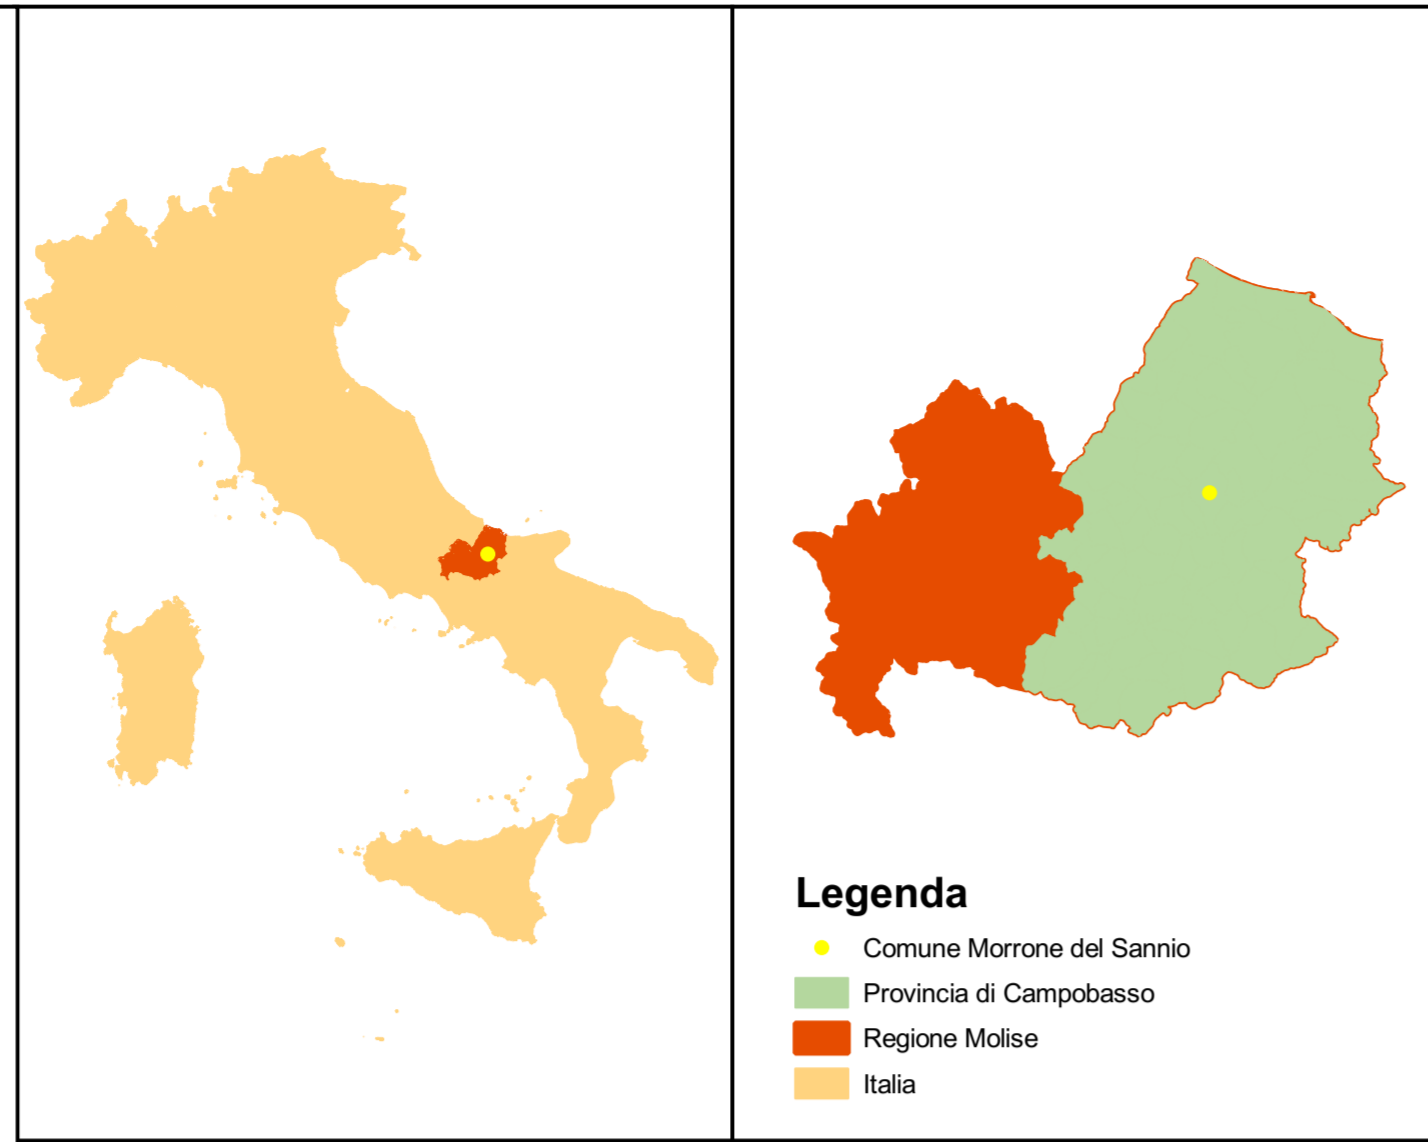 Legenda
Comune Morrone del Sannio
Provincia di Campobasso
Regione Molise
Italia